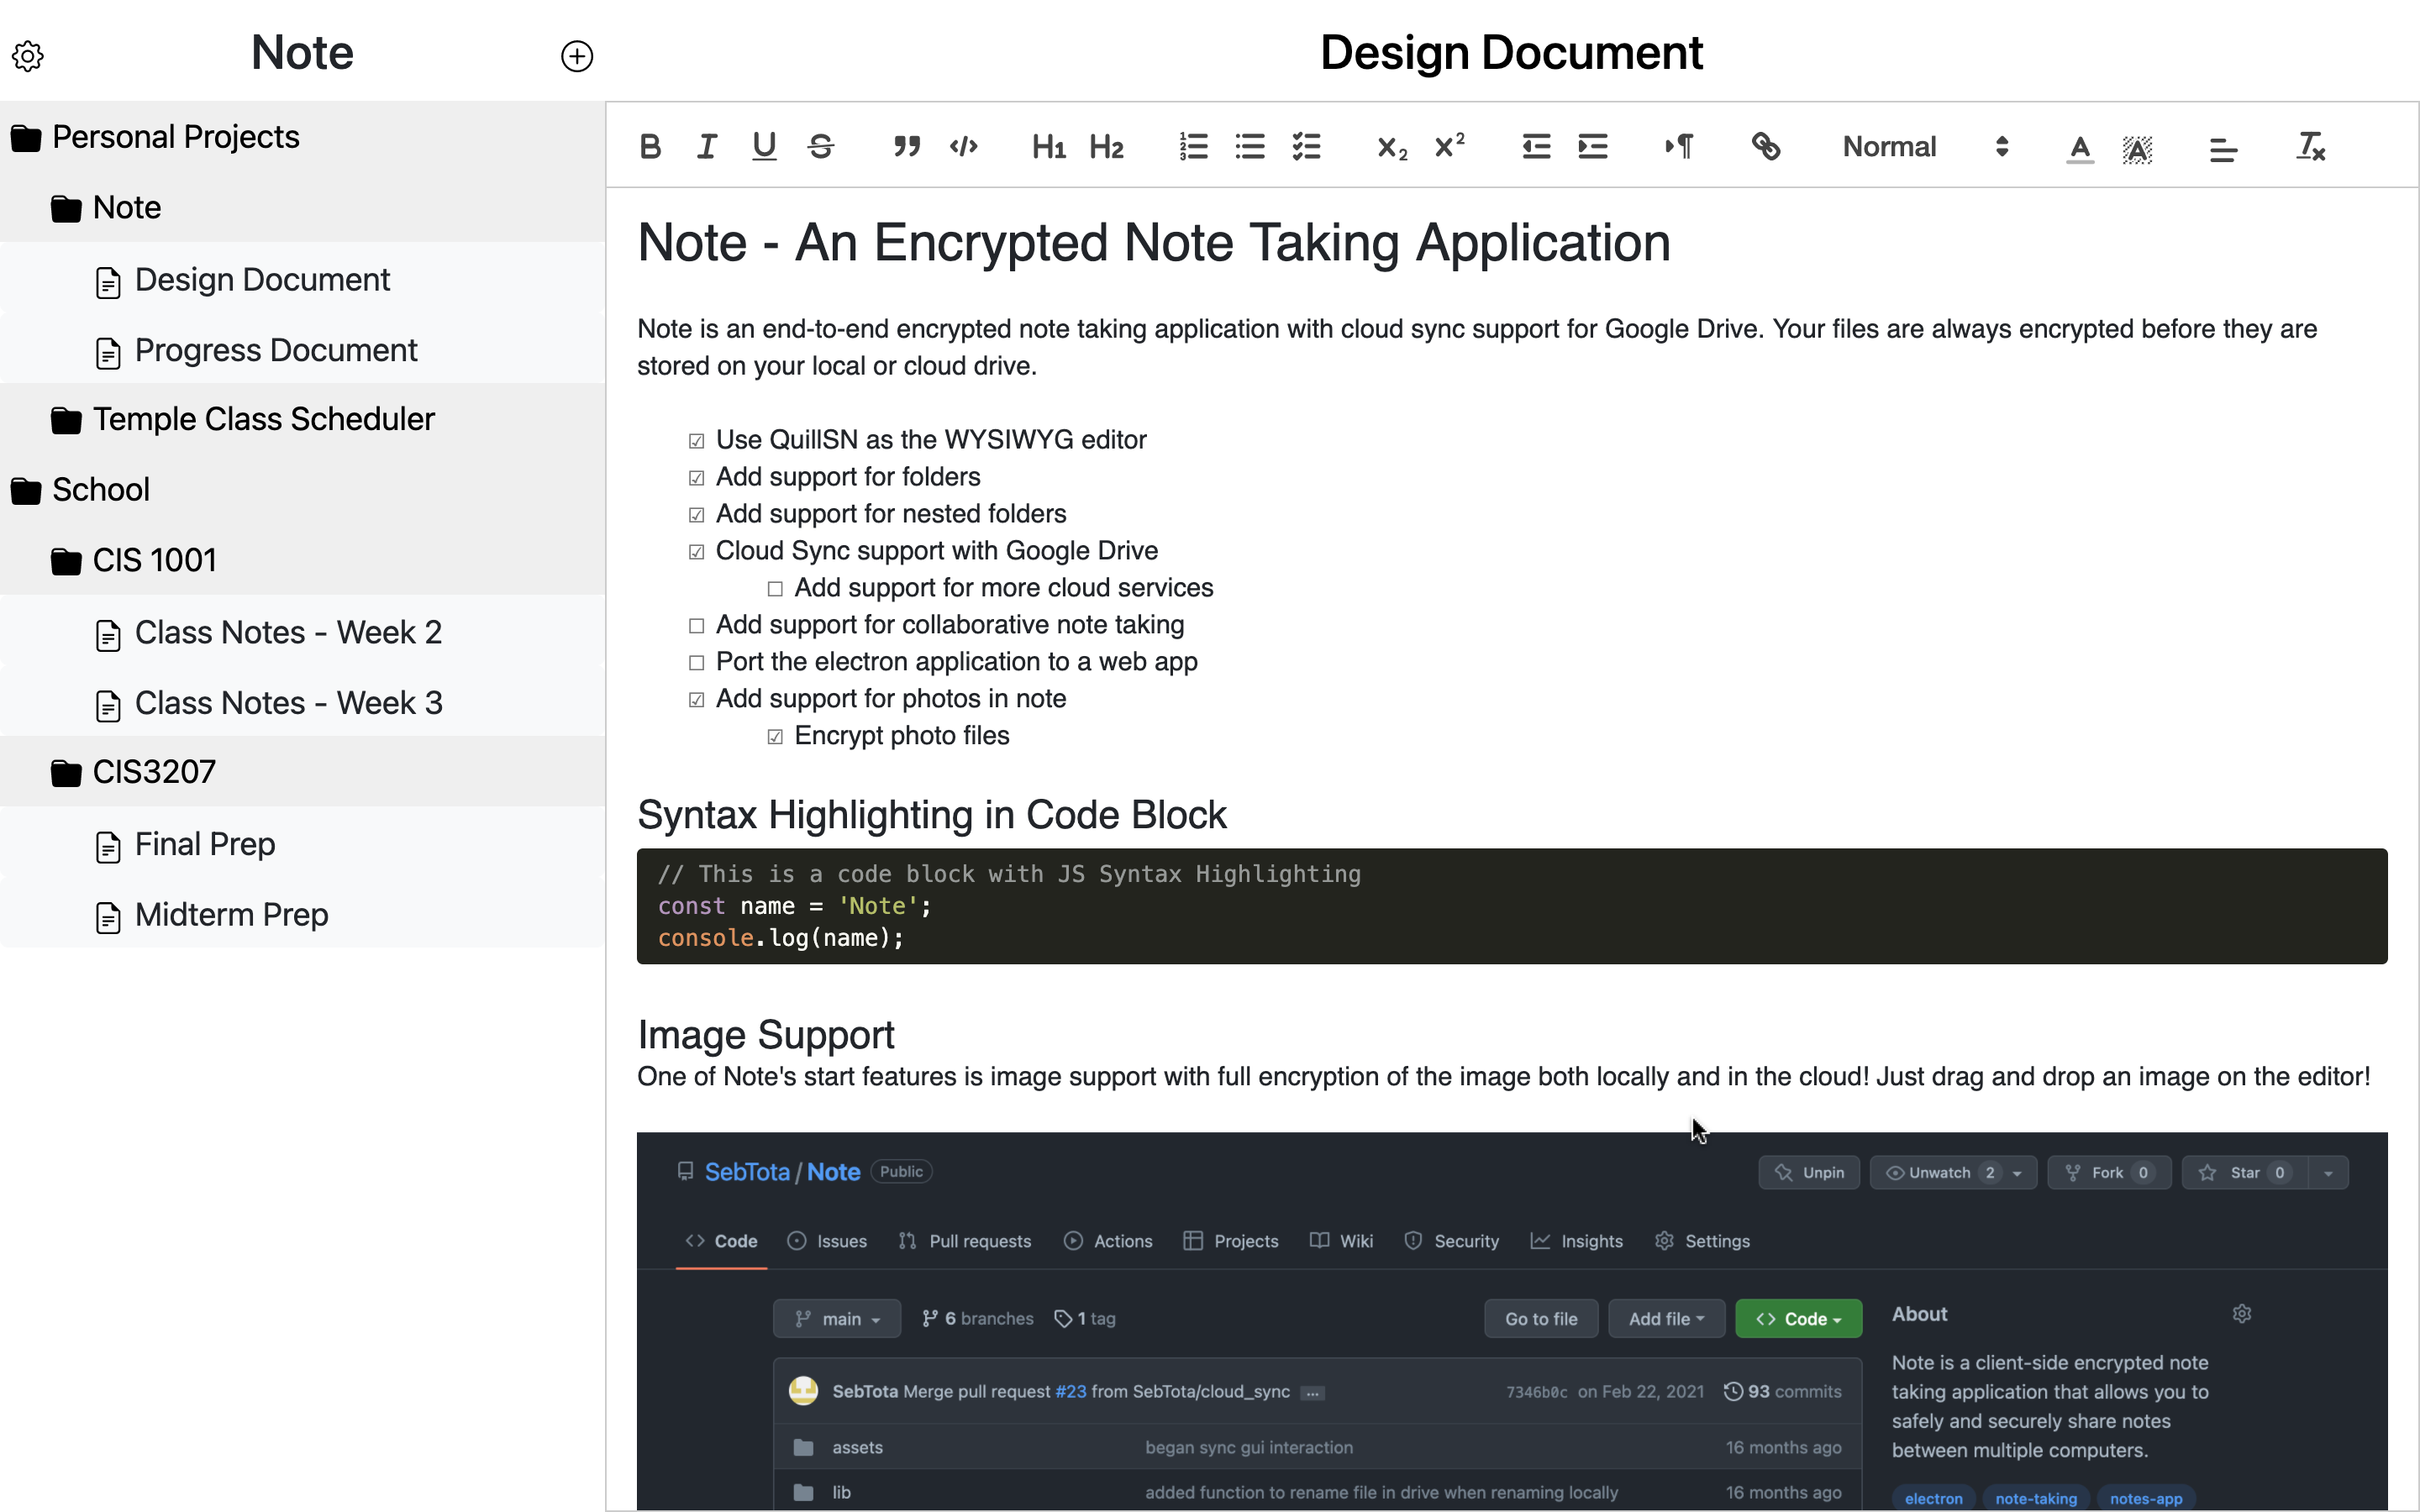 Note
Design Document
Personal Projects
Note
Design Document
Progress Document
Temple Class Scheduler
School
CIS 1001
Class Notes - Week 2
Class Notes - Week 3
CIS3207
Final Prep
Midterm Prep
B I U S H1 H2 X2 X2 Normal A A Tx
Note - An Encrypted Note Taking Application
Note is an end-to-end encrypted note taking application with cloud sync support for Google Drive. Your files are always encrypted before they are
stored on your local or cloud drive.
Use QuillSN as the WYSIWYG editor
Add support for folders
Add support for nested folders
Cloud Sync support with Google Drive
Add support for more cloud services
Add support for collaborative note taking
Port the electron application to a web app
Add support for photos in note
Encrypt photo files
Syntax Highlighting in Code Block
// This is a code block with JS Syntax Highlighting
const name = 'Note';
console.log(name);
Image Support
One of Note's start features is image support with full encryption of the image both locally and in the cloud! Just drag and drop an image on the editor!
SebTota / Note Public Unpin Unwatch 2 Fork 0 Star 0
<> Code Issues Pull requests Actions Projects Wiki Security Insights Settings
main 6 branches 1 tag Go to file Add file <> Code
SebTota Merge pull request #23 from SebTota/cloud_sync ... 7346b0c on Feb 22, 2021 93 commits
assets began sync gui interaction 16 months ago
lib added function to rename file in drive when renaming locally 16 months ago
About
Note is a client-side encrypted note
taking application that allows you to
safely and securely share notes
between multiple computers.
electron note-taking notes-app